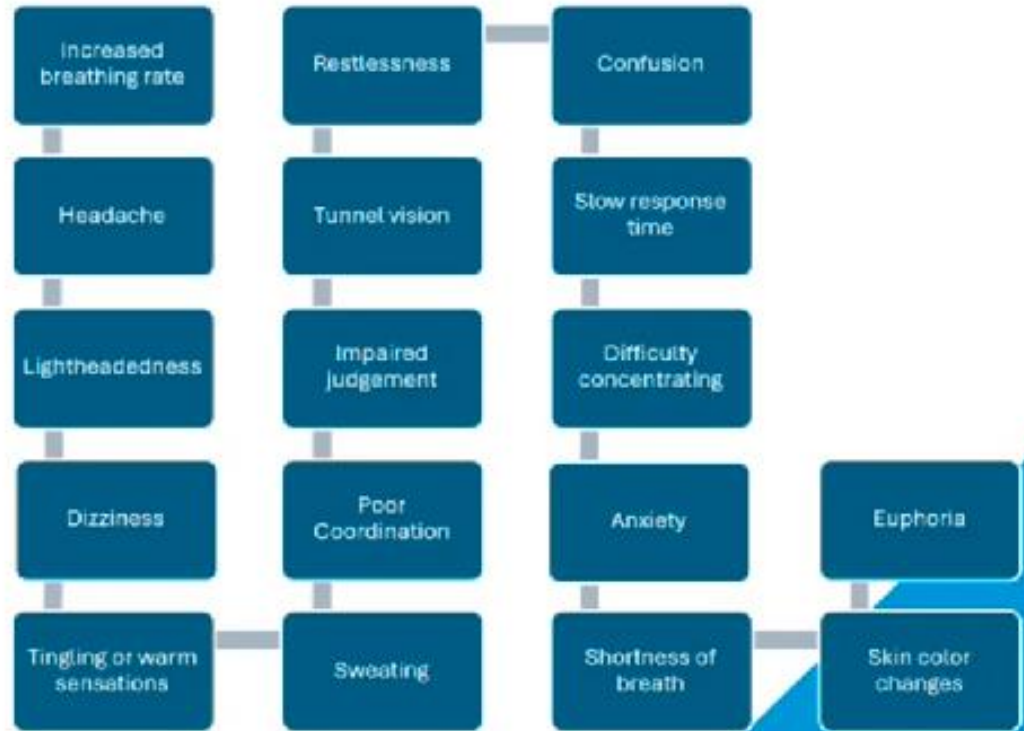 Increased
breathing rate
Headache
Lightheadedness
Dizziness
Tingling or warm
sensations
Sweating
Poor
Coordination
Impaired
judgement
Tunnel vision
Restlessness
Confusion
Slow response
time
Difficulty
concentrating
Anxiety
Shortness of
breath
Skin color
changes
Euphoria